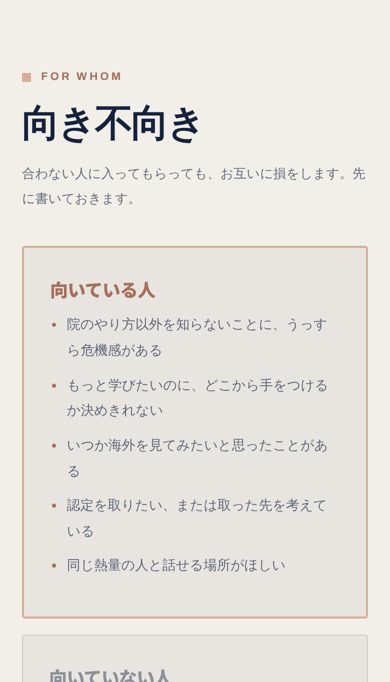 FOR WHOM
向き不向き
合わない人に入ってもらっても、お互いに損をします。先
に書いておきます。
向いている人
院のやり方以外を知らないことに、うっす
ら危機感がある
もっと学びたいのに、どこから手をつける
か決めきれない
いつか海外を見てみたいと思ったことがあ
る
認定を取りたい、または取った先を考えて
いる
同じ熱量の人と話せる場所がほしい
向いていない人